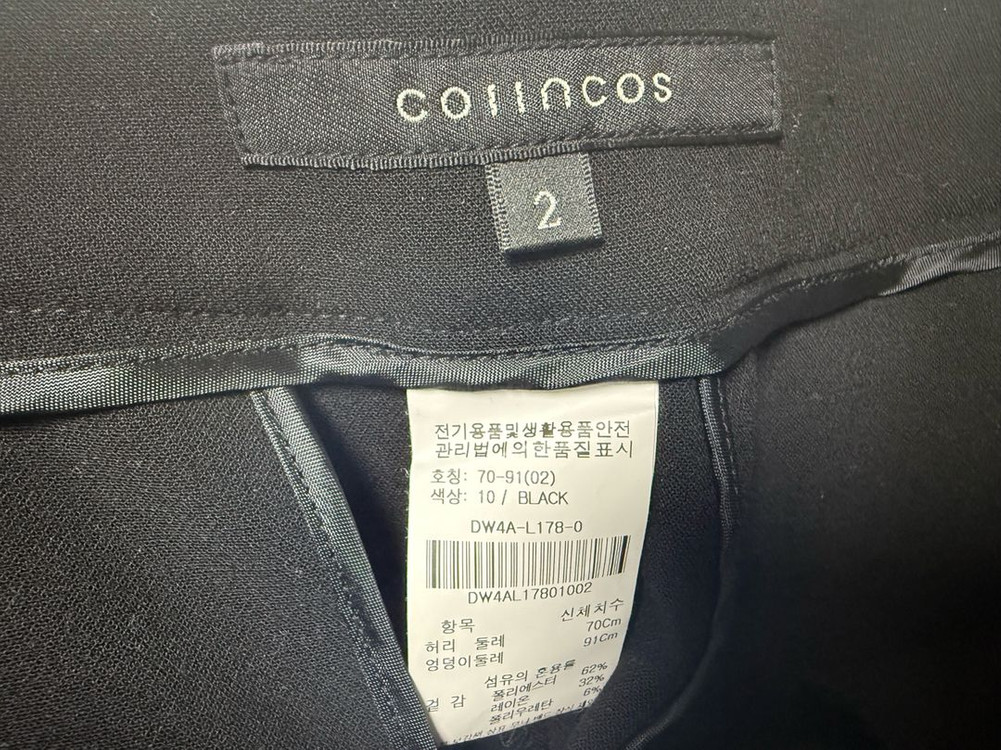 COIINCOS
2
전기용품및생활용품안전
관리법에의한품질표시
호칭: 70-91(02)
색상: 10 / BLACK
DW4A-L178-0
DW4AL17801002
항목 신체치수
허리 둘레 70Cm
엉덩이둘레 91Cm
섬유의 혼용률
겉감 폴리에스터 62%
레이온 32%
폴리우레탄 6%